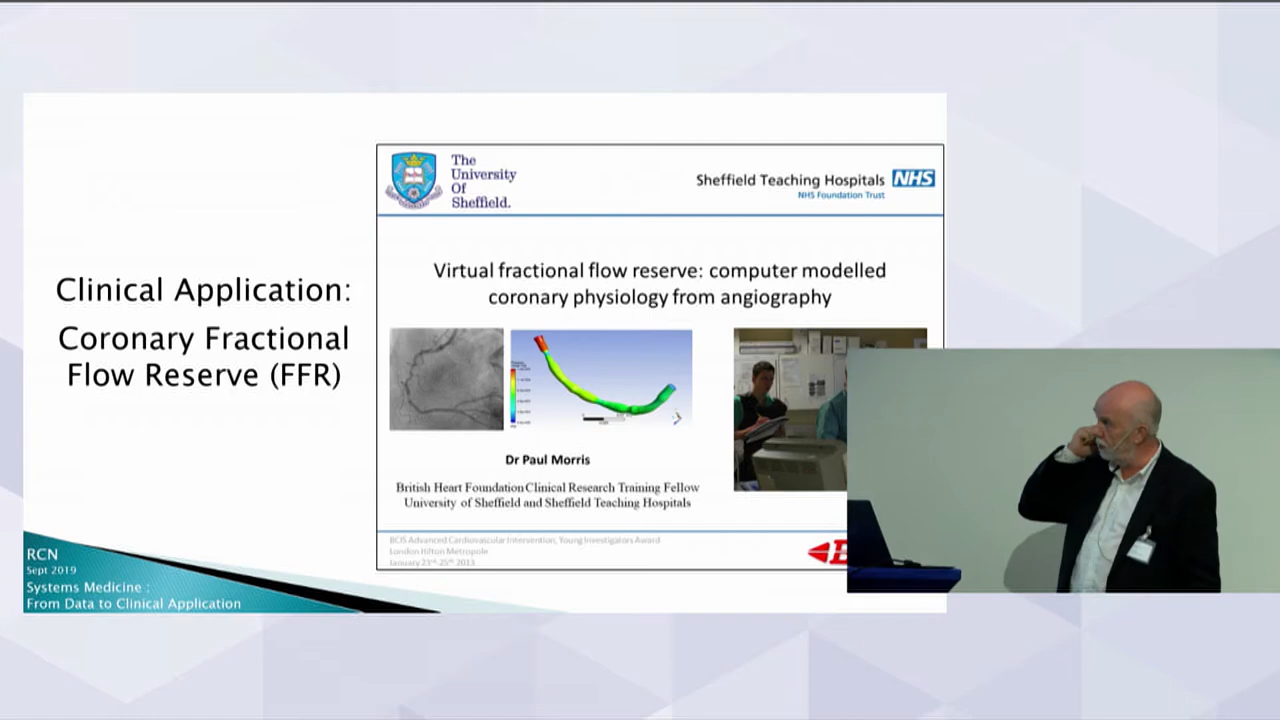 Clinical Application:
Coronary Fractional
Flow Reserve (FFR)
The
University
Of
Sheffield.
Sheffield Teaching Hospitals NHS
NHS Foundation Trust
Virtual fractional flow reserve: computer modelled
coronary physiology from angiography
Dr Paul Morris
British Heart Foundation Clinical Research Training Fellow
University of Sheffield and Sheffield Teaching Hospitals
BCIS Advanced Cardiovascular Intervention, Young Investigators Award
London Hilton Metropole
January 23rd-25th 2013
RCN
Sept 2019
Systems Medicine :
From Data to Clinical Application